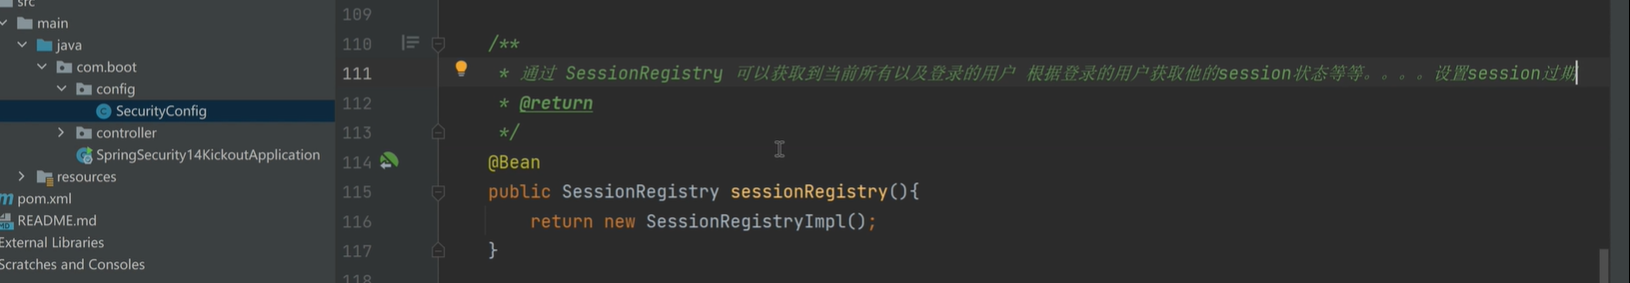 src
main
java
com.boot
config
SecurityConfig
controller
SpringSecurity14KickoutApplication
resources
pom.xml
README.md
External Libraries
Scratches and Consoles
109
110 /**
111 * 通过 SessionRegistry 可以获取到当前所有以及登录的用户 根据登录的用户获取他的session状态等等。。。。设置session过期
112 * @return
113 */
114 @Bean
115 public SessionRegistry sessionRegistry(){
116 return new SessionRegistryImpl();
117 }
118